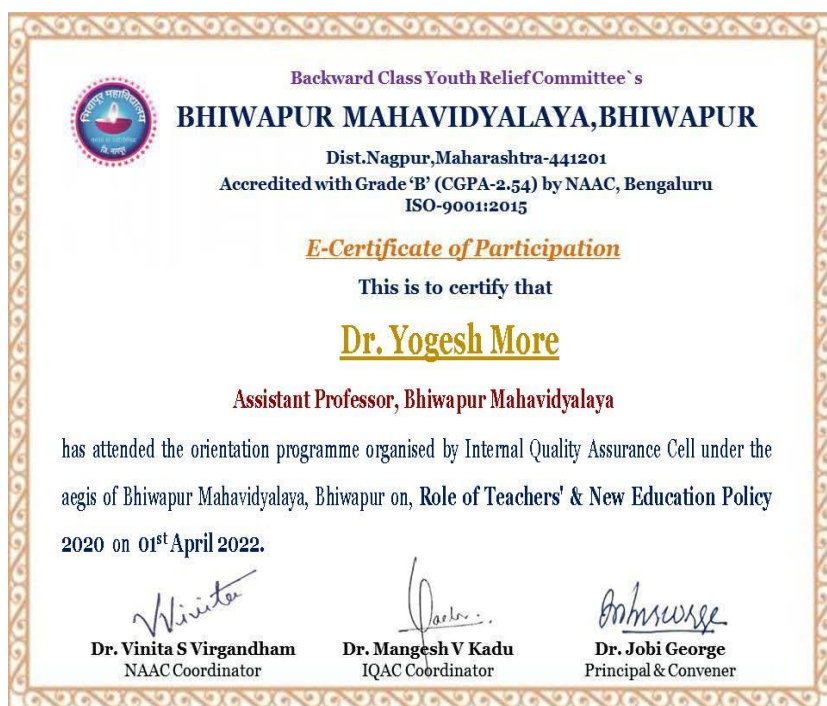 Backward Class Youth Relief Committee`s
भिवापूर महाविद्यालय
BHIWAPUR MAHAVIDYALAYA,BHIWAPUR
Dist.Nagpur,Maharashtra-441201
Accredited with Grade ‘B’ (CGPA-2.54) by NAAC, Bengaluru
ISO-9001:2015
E-Certificate of Participation
This is to certify that
Dr. Yogesh More
Assistant Professor, Bhiwapur Mahavidyalaya
has attended the orientation programme organised by Internal Quality Assurance Cell under the
aegis of Bhiwapur Mahavidyalaya, Bhiwapur on, Role of Teachers' & New Education Policy
2020 on 01st April 2022.
Dr. Vinita S Virgandham
Dr. Mangesh V Kadu
Dr. Jobi George
NAAC Coordinator
IQAC Coordinator
Principal & Convener